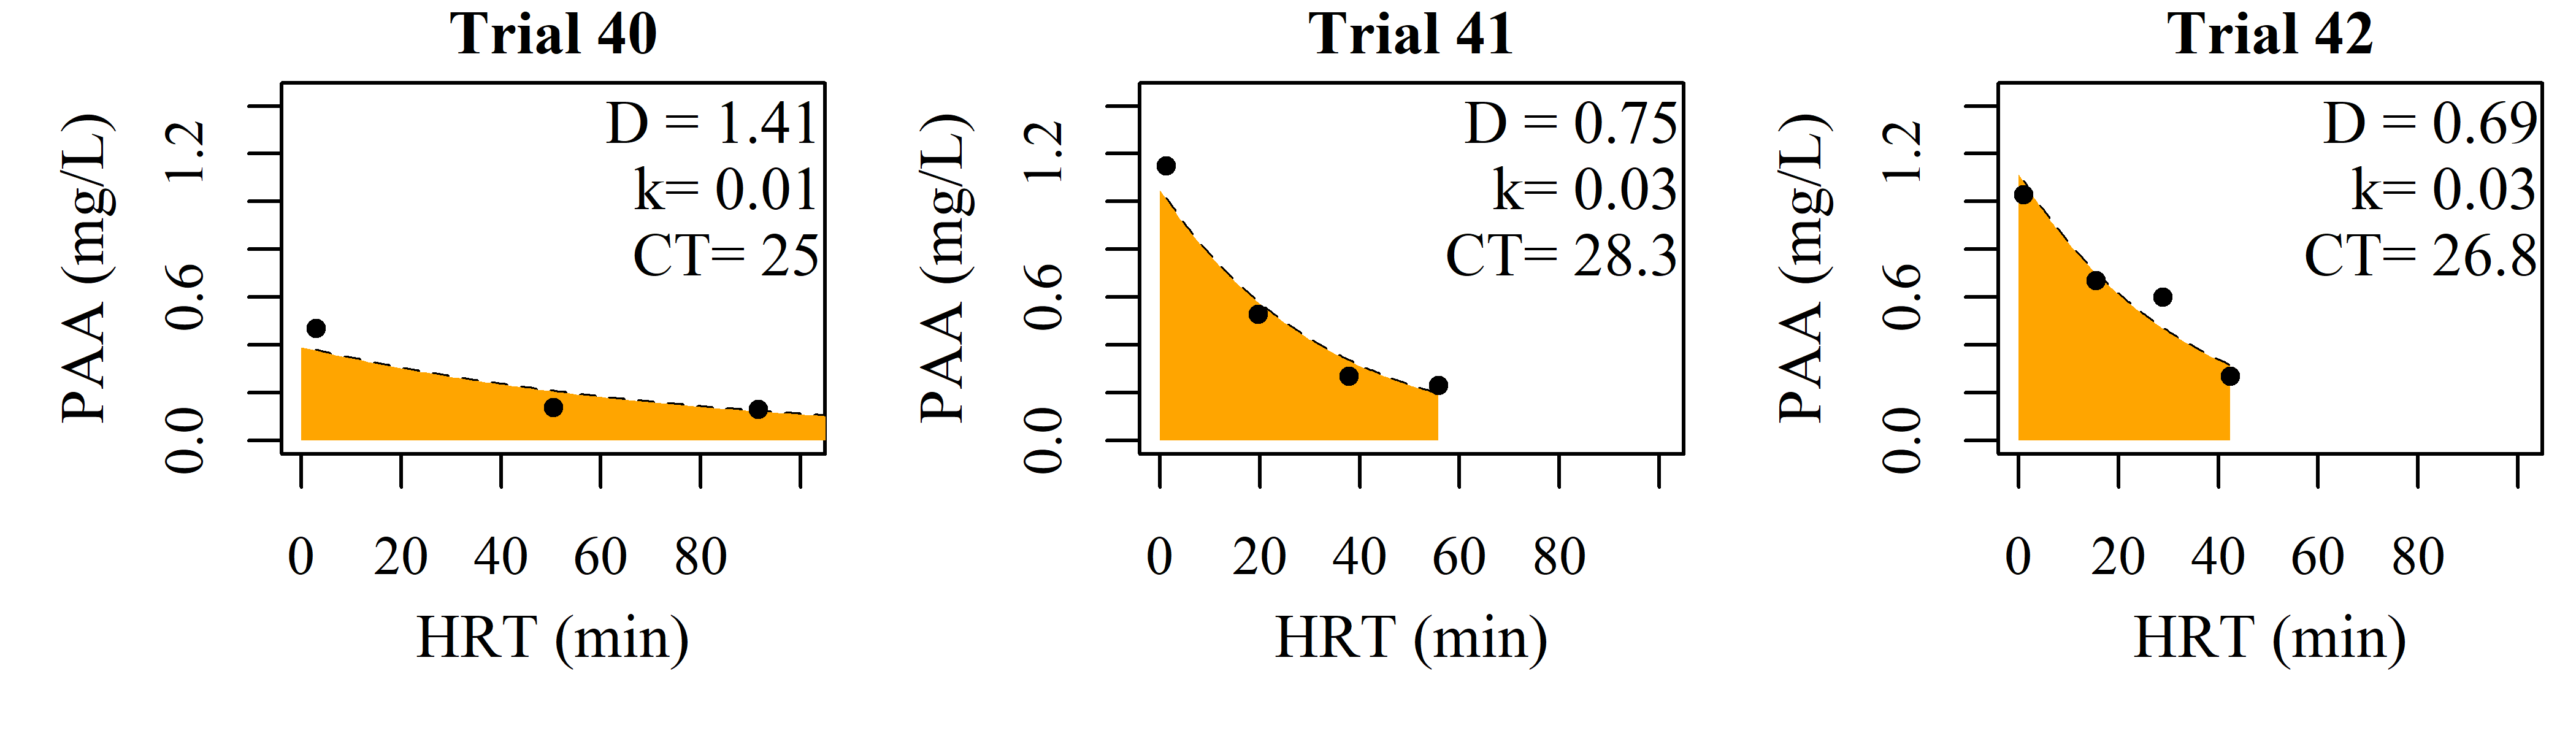 Trial 40
D = 1.41
k= 0.01
CT= 25
PAA (mg/L)
0.0 0.6 1.2
0 20 40 60 80
HRT (min)
Trial 41
D = 0.75
k= 0.03
CT= 28.3
PAA (mg/L)
0.0 0.6 1.2
0 20 40 60 80
HRT (min)
Trial 42
D = 0.69
k= 0.03
CT= 26.8
PAA (mg/L)
0.0 0.6 1.2
0 20 40 60 80
HRT (min)